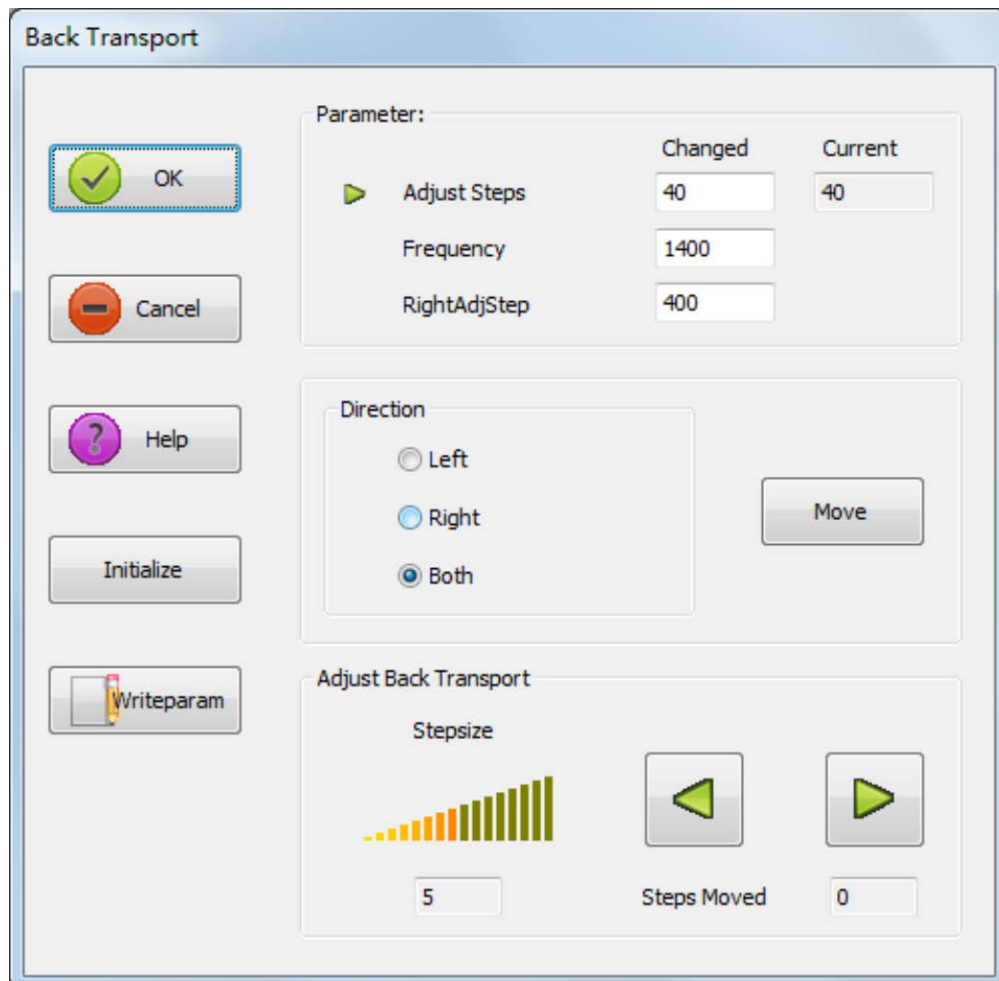 Back Transport
OK
Cancel
Help
Initialize
Writeparam
Parameter:
Changed Current
Adjust Steps 40 40
Frequency 1400
RightAdjStep 400
Direction
Left
Right
Both
Move
Adjust Back Transport
Stepsize
5 Steps Moved 0